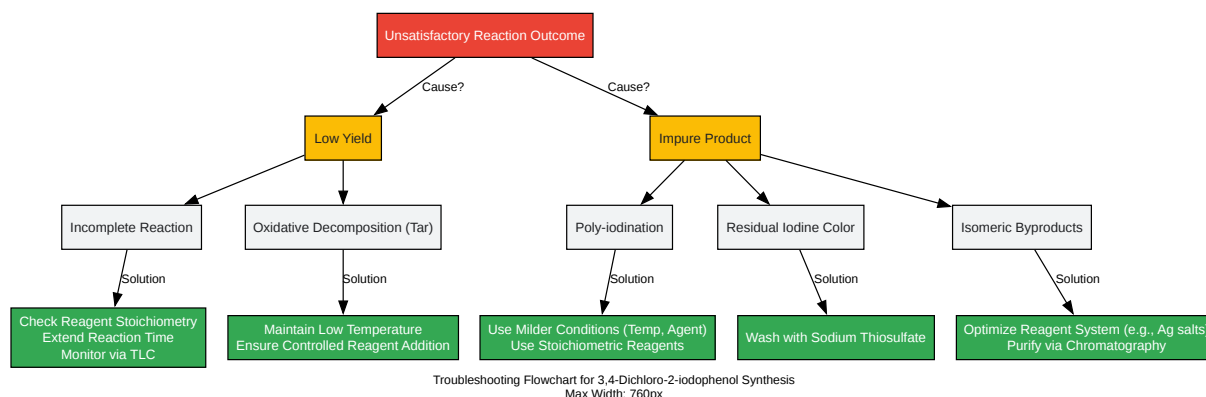 Unsatisfactory Reaction Outcome
Cause?
Cause?
Low Yield
Impure Product
Incomplete Reaction
Oxidative Decomposition (Tar)
Poly-iodination
Residual Iodine Color
Isomeric Byproducts
Solution
Solution
Solution
Solution
Solution
Check Reagent Stoichiometry
Extend Reaction Time
Monitor via TLC
Maintain Low Temperature
Ensure Controlled Reagent Addition
Use Milder Conditions (Temp, Agent)
Use Stoichiometric Reagents
Wash with Sodium Thiosulfate
Optimize Reagent System (e.g., Ag salts)
Purify via Chromatography
Troubleshooting Flowchart for 3,4-Dichloro-2-iodophenol Synthesis
Max Width: 760px